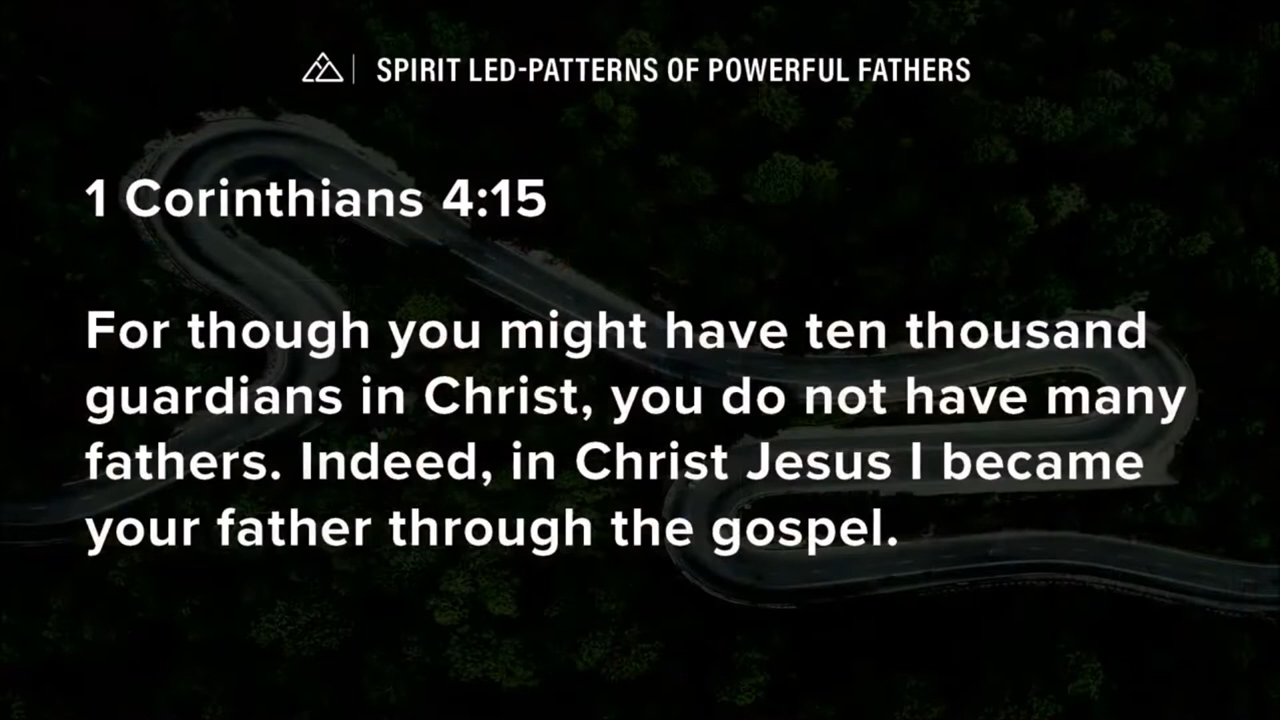 SPIRIT LED-PATTERNS OF POWERFUL FATHERS
1 Corinthians 4:15
For though you might have ten thousand
guardians in Christ, you do not have many
fathers. Indeed, in Christ Jesus I became
your father through the gospel.